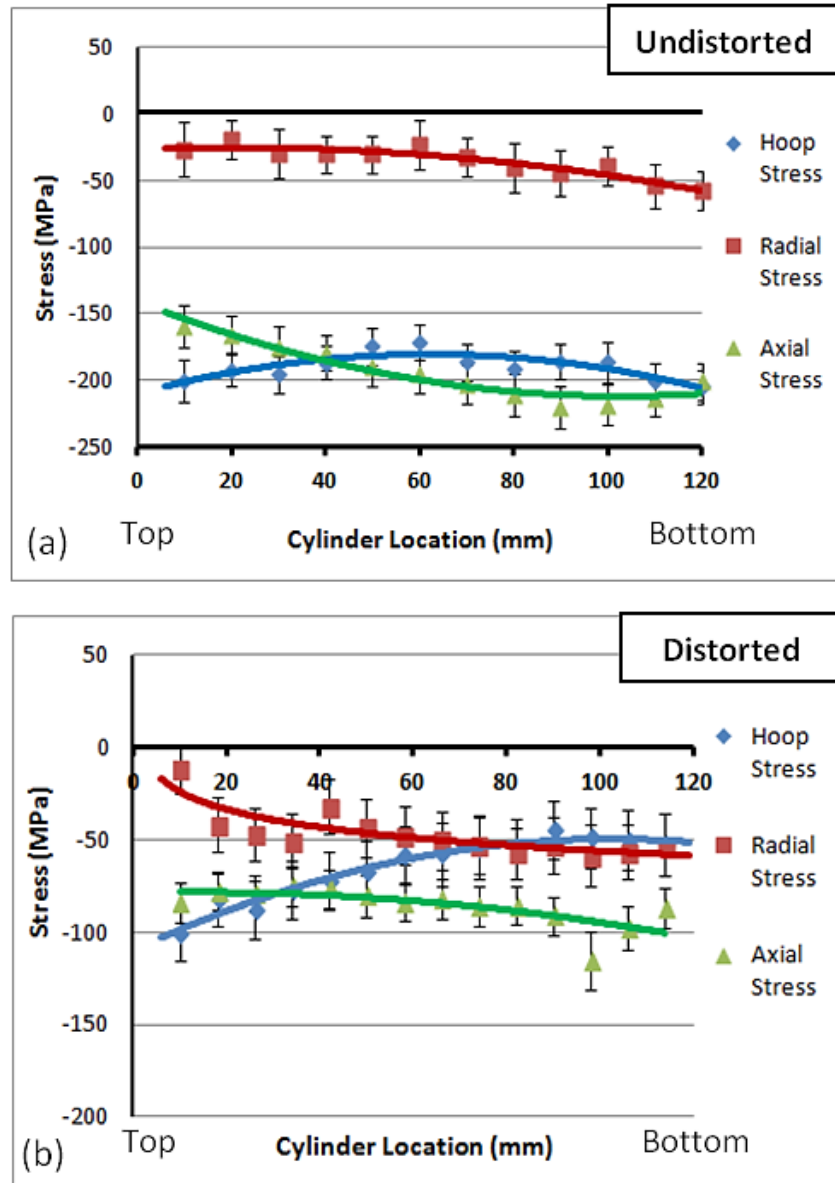 Undistorted
50
0
-50
-100
-150
-200
-250
Stress (MPa)
0 20 40 60 80 100 120
Hoop
Stress
Radial
Stress
Axial
Stress
(a) Top Cylinder Location (mm) Bottom
Distorted
50
0
-50
-100
-150
-200
Stress (MPa)
0 20 40 60 80 100 120
Hoop
Stress
Radial
Stress
Axial
Stress
(b) Top Cylinder Location (mm) Bottom